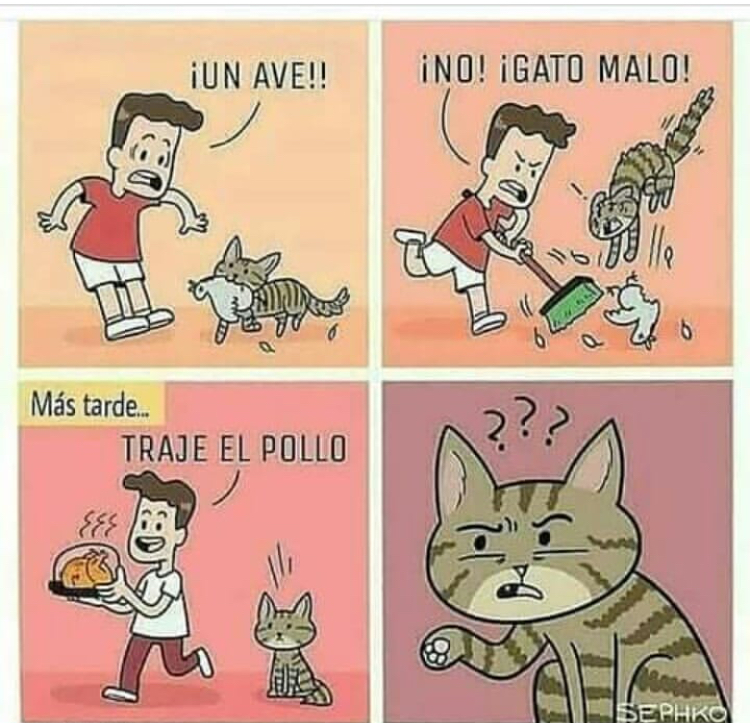 ¡UN AVE!!
¡NO! ¡GATO MALO!
Más tarde...
TRAJE EL POLLO
???
SEPHKO